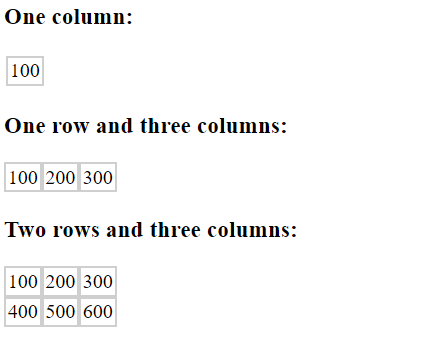 One column:
100
One row and three columns:
100 200 300
Two rows and three columns:
100 200 300
400 500 600